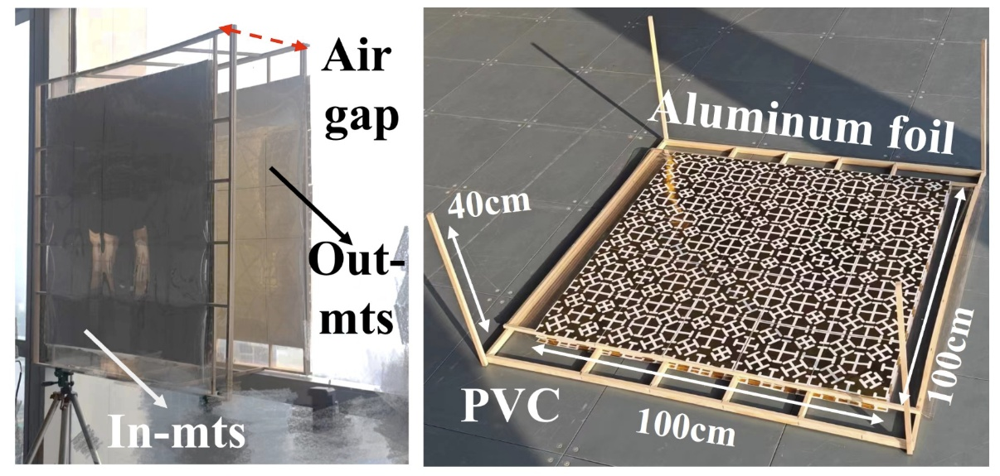 Air
gap
Out-
mts
In-mts
Aluminum foil
40cm
100cm
PVC
100cm